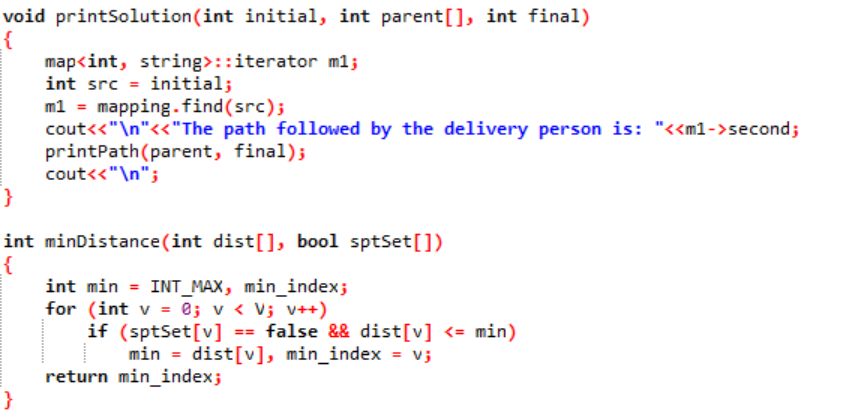 void printSolution(int initial, int parent[], int final)
{
    map<int, string>::iterator m1;
    int src = initial;
    m1 = mapping.find(src);
    cout<<"\n"<<"The path followed by the delivery person is: "<<m1->second;
    printPath(parent, final);
    cout<<"\n";
}

int minDistance(int dist[], bool sptSet[])
{
    int min = INT_MAX, min_index;
    for (int v = 0; v < V; v++)
        if (sptSet[v] == false && dist[v] <= min)
            min = dist[v], min_index = v;
    return min_index;
}